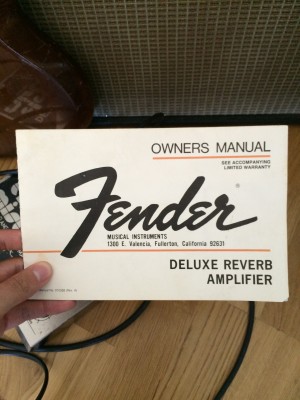 OWNERS MANUAL
SEE ACCOMPANYING
LIMITED WARRANTY
Fender
®
MUSICAL INSTRUMENTS
1300 E. Valencia, Fullerton, California 92631
DELUXE REVERB
AMPLIFIER